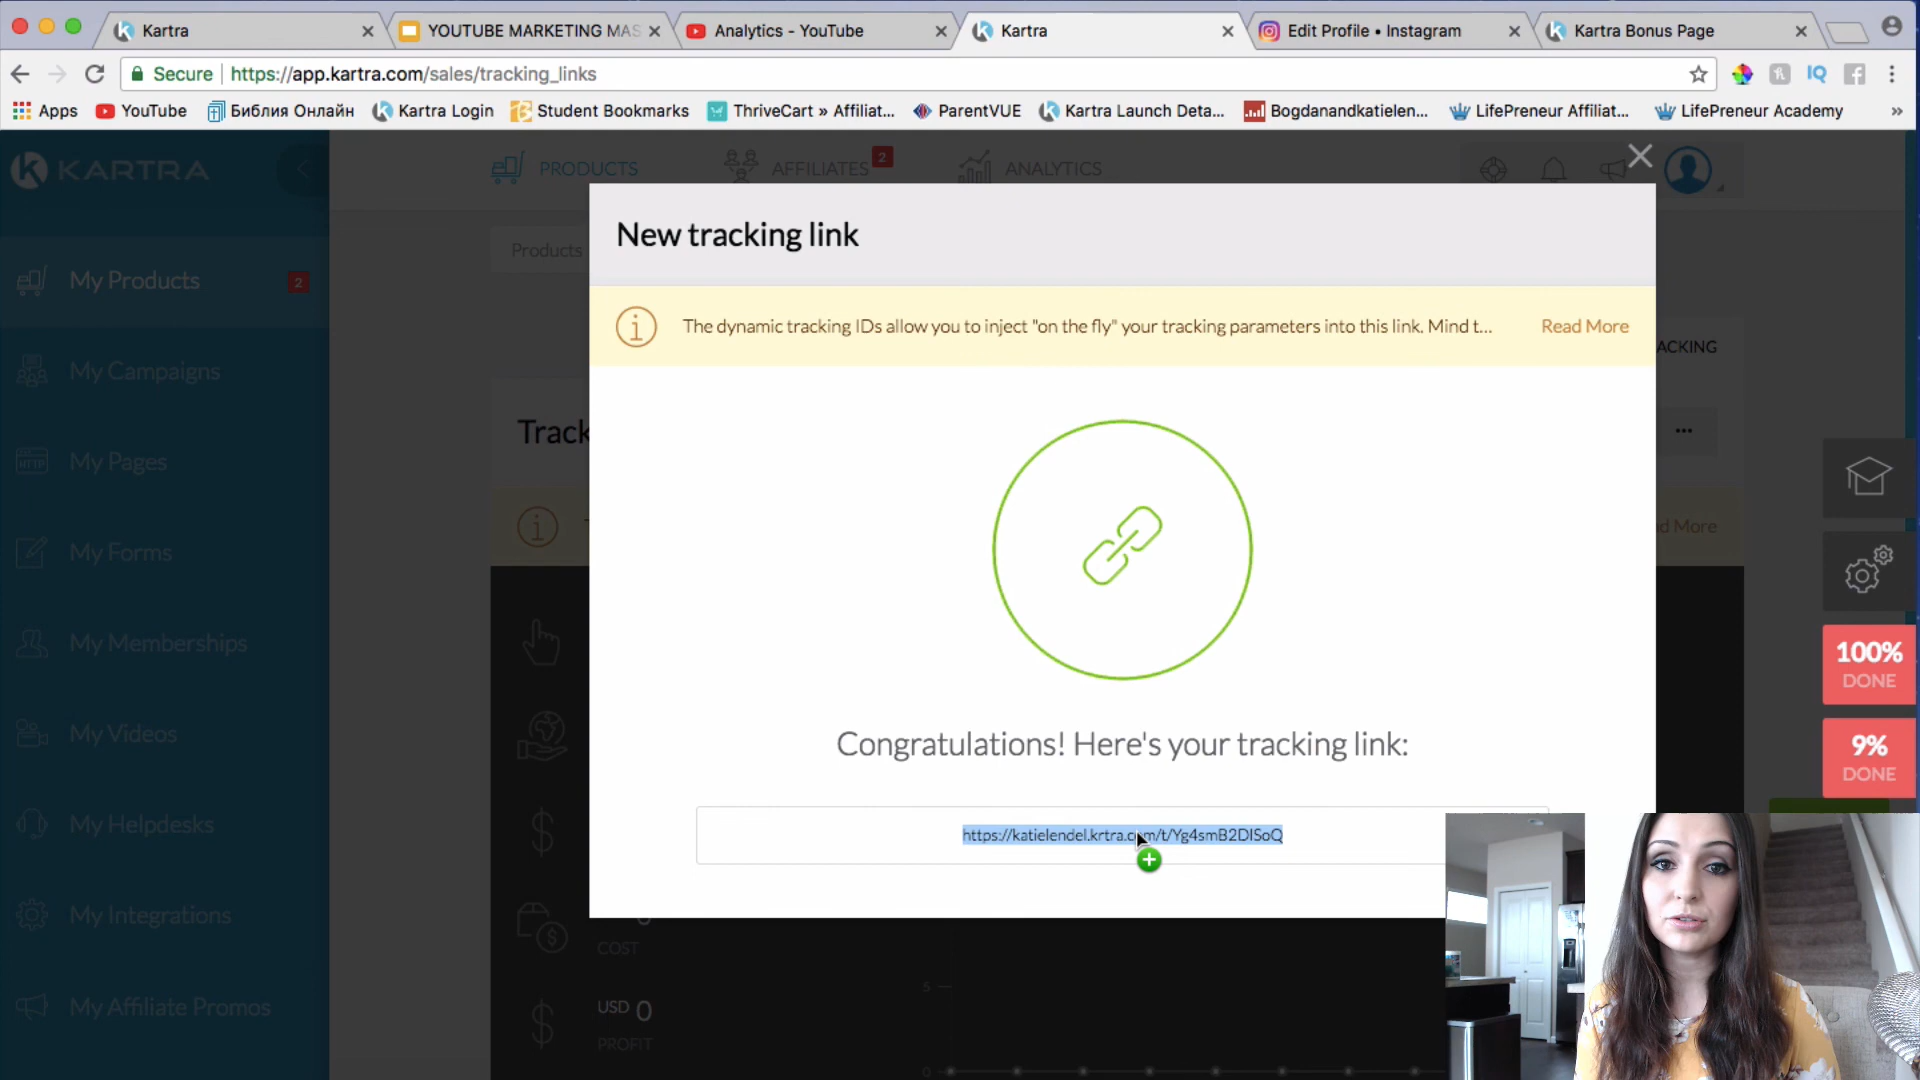 Kartra
YOUTUBE MARKETING MAS
Analytics - YouTube
Kartra
Edit Profile • Instagram
Kartra Bonus Page
Secure
https://app.kartra.com/sales/tracking_links
IQ
Apps
YouTube
Библия Онлайн
Kartra Login
Student Bookmarks
ThriveCart » Affiliat...
ParentVUE
Kartra Launch Deta...
Bogdanandkatielen...
LifePreneur Affiliat...
LifePreneur Academy
»
KARTRA
PRODUCTS
AFFILIATES
2
ANALYTICS
New tracking link
Products
My Products
2
The dynamic tracking IDs allow you to inject "on the fly" your tracking parameters into this link. Mind t...
Read More
ACKING
My Campaigns
Track
My Pages
HTTP
d More
My Forms
My Memberships
100%
DONE
My Videos
Congratulations! Here's your tracking link:
9%
DONE
My Helpdesks
https://katielendel.krtra.com/t/Yg4smB2DISoQ
My Integrations
COST
5
My Affiliate Promos
USD 0
PROFIT
0